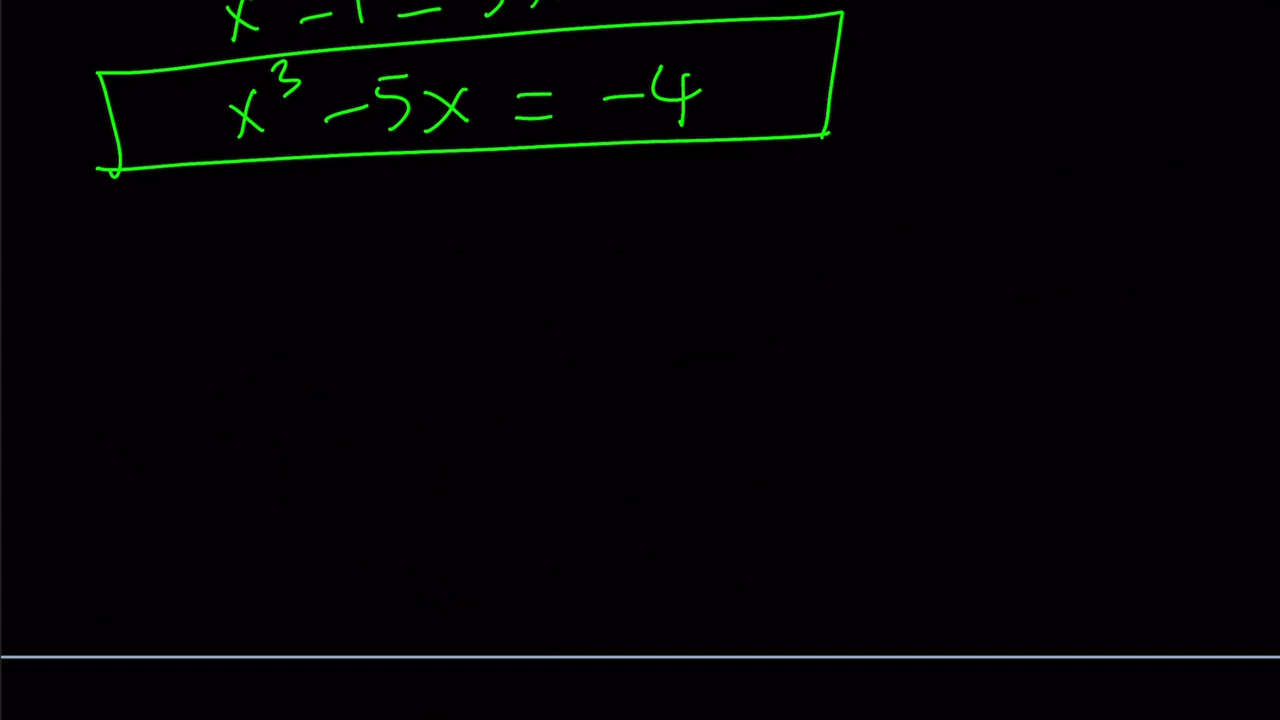 x³ - 5x = -4